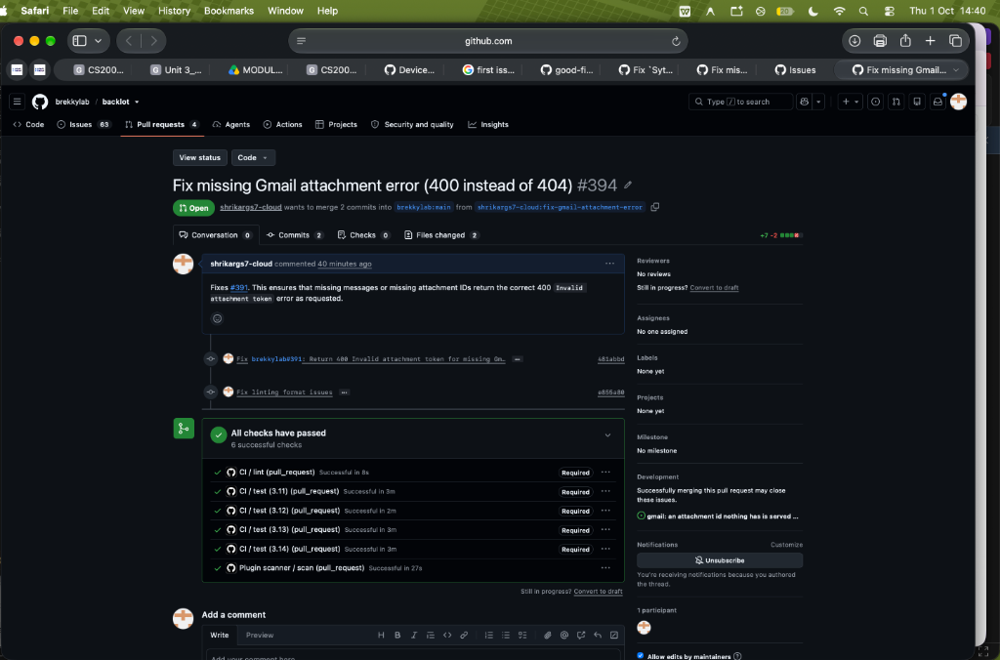 Safari File Edit View History Bookmarks Window Help Thu 1 Oct 14:40
github.com
CS200... Unit 3_... MODUL... CS200... Device... first iss... good-fi... Fix `Syt... Fix mis... Issues Fix missing Gmail...
brekkylab / backlot Type / to search
Code Issues 63 Pull requests 4 Agents Actions Projects Security and quality Insights
View status Code
Fix missing Gmail attachment error (400 instead of 404) #394
Open shrikargs7-cloud wants to merge 2 commits into brekkylab:main from shrikargs7-cloud:fix-gmail-attachment-error
Conversation 0 Commits 2 Checks 0 Files changed 2 +7 -2
shrikargs7-cloud commented 40 minutes ago
Fixes #391. This ensures that missing messages or missing attachment IDs return the correct 400 Invalid
attachment token error as requested.
Fix brekkylab#391: Return 400 Invalid attachment token for missing Gm…
Fix linting format issues
All checks have passed
6 successful checks
CI / lint (pull_request) Successful in 8s Required
CI / test (3.11) (pull_request) Successful in 3m Required
CI / test (3.12) (pull_request) Successful in 2m Required
CI / test (3.13) (pull_request) Successful in 3m Required
CI / test (3.14) (pull_request) Successful in 3m Required
Plugin scanner / scan (pull_request) Successful in 27s
Still in progress? Convert to draft
Add a comment
Write Preview
Add your comment here
Reviewers
No reviews
Still in progress? Convert to draft
Assignees
No one assigned
Labels
None yet
Projects
None yet
Milestone
No milestone
Development
Successfully merging this pull request may close
these issues.
gmail: an attachment id nothing has is served ...
Notifications Customize
Unsubscribe
You're receiving notifications because you authored
the thread.
1 participant
Allow edits by maintainers